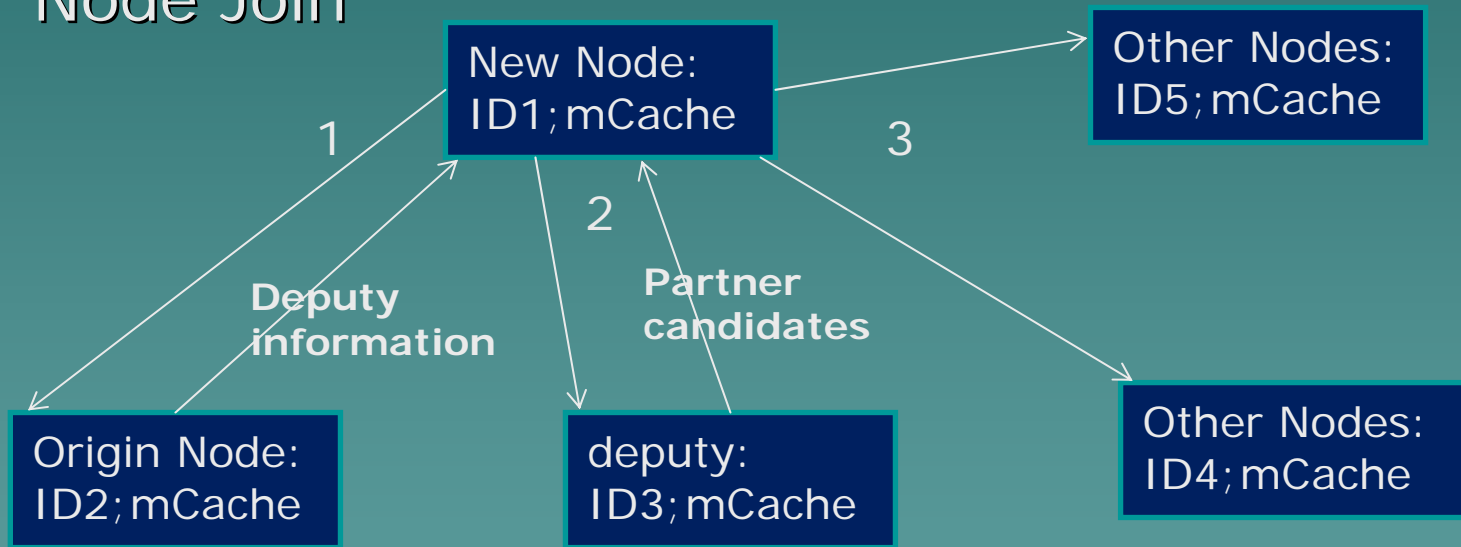 Node Join
New Node:
ID1;mCache
Other Nodes:
ID5;mCache
1
3
2
Deputy
information
Partner
candidates
Origin Node:
ID2;mCache
deputy:
ID3;mCache
Other Nodes:
ID4;mCache